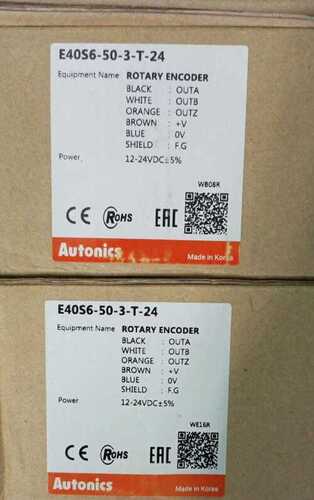 E40S6-50-3-T-24
Equipment Name ROTARY ENCODER
BLACK : OUTA
WHITE : OUTB
ORANGE : OUTZ
BROWN : +V
BLUE : 0V
SHIELD : F.G
Power 12-24VDC±5%
WB08R
CE RoHS EAC
Autonics Made in Korea
E40S6-50-3-T-24
Equipment Name ROTARY ENCODER
BLACK : OUTA
WHITE : OUTB
ORANGE : OUTZ
BROWN : +V
BLUE : 0V
SHIELD : F.G
Power 12-24VDC±5%
WE16R
CE RoHS EAC
Autonics Made in Korea